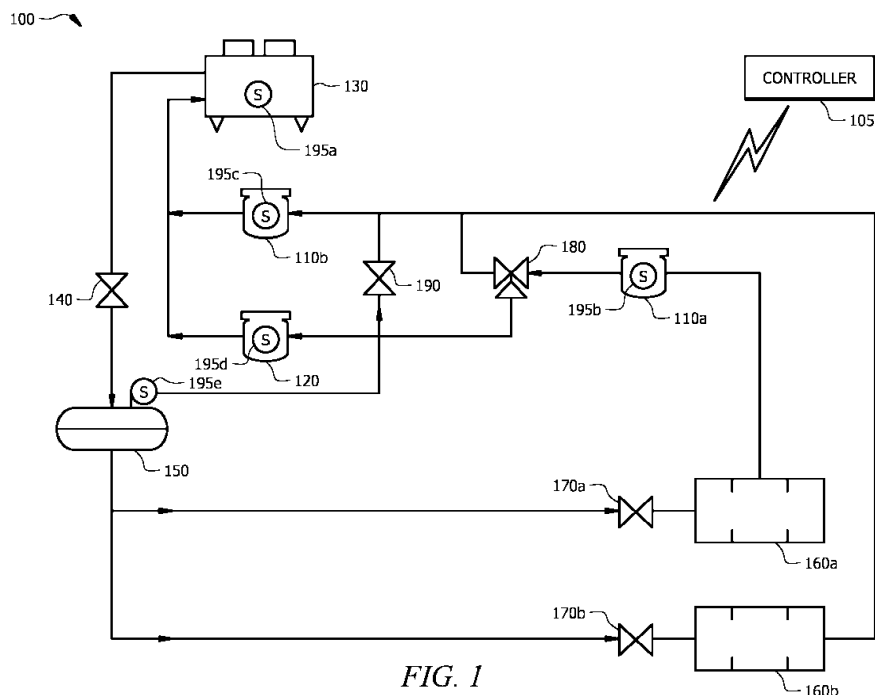 100
130
CONTROLLER
105
S
195a
195c
S
110b
180
S
195b
110a
140
190
S
195d
120
S
195e
150
170a
160a
170b
160b
FIG. 1